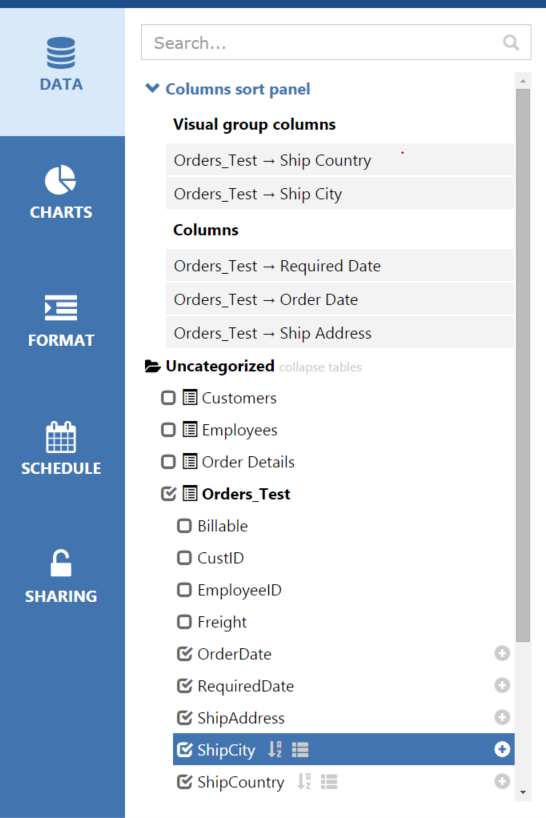 Search...
DATA
CHARTS
FORMAT
SCHEDULE
SHARING
Columns sort panel
Visual group columns
Orders_Test → Ship Country
Orders_Test → Ship City
Columns
Orders_Test → Required Date
Orders_Test → Order Date
Orders_Test → Ship Address
Uncategorized collapse tables
Customers
Employees
Order Details
Orders_Test
Billable
CustID
EmployeeID
Freight
OrderDate
RequiredDate
ShipAddress
ShipCity
ShipCountry